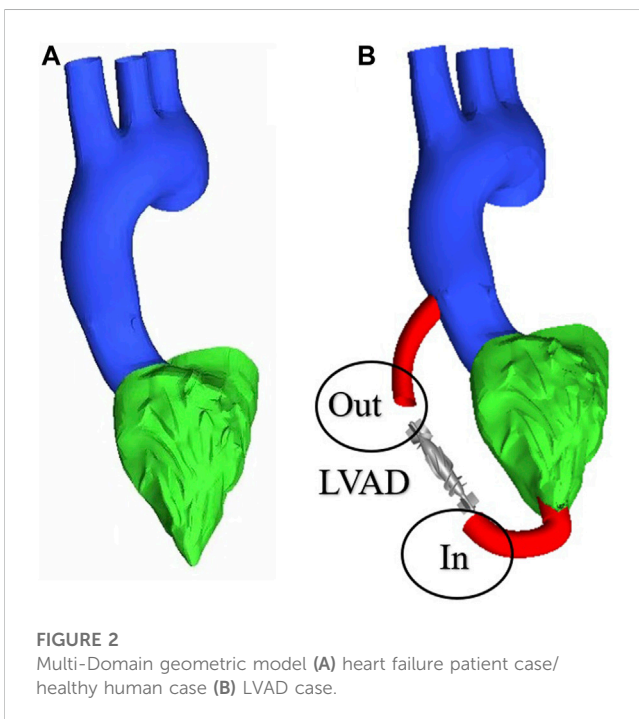 A
B
Out
LVAD
In
FIGURE 2
Multi-Domain geometric model (A) heart failure patient case/
healthy human case (B) LVAD case.